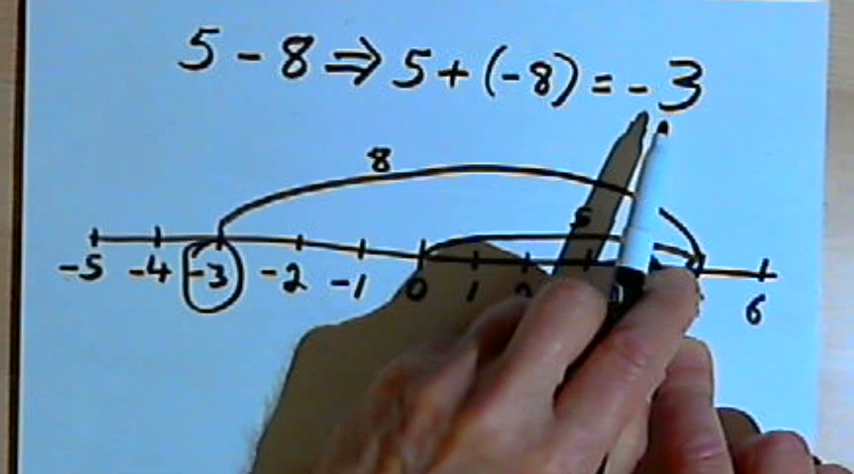 5 - 8 ⇒ 5 + (-8) = -3
8
5
-5 -4 -3 -2 -1 0 1 2 6